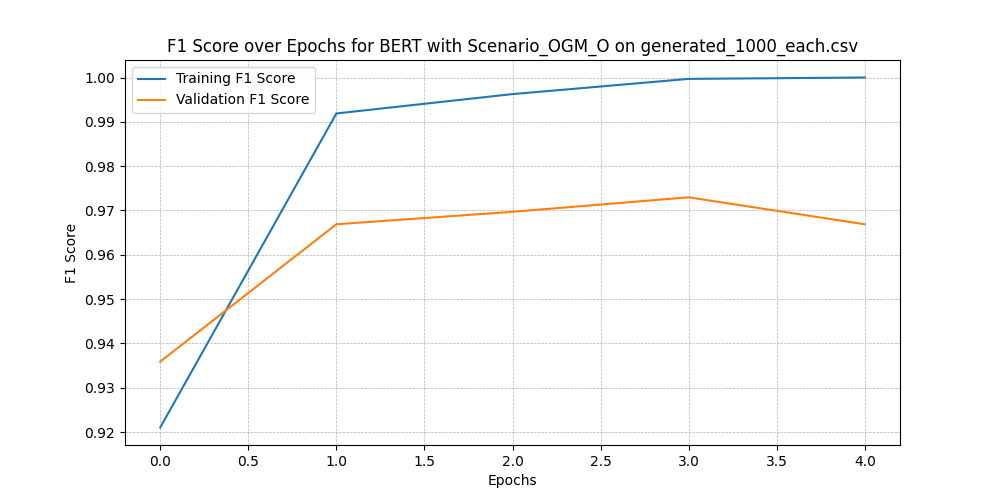 F1 Score over Epochs for BERT with Scenario_OGM_O on generated_1000_each.csv
Training F1 Score
Validation F1 Score
F1 Score
1.00
0.99
0.98
0.97
0.96
0.95
0.94
0.93
0.92
0.0 0.5 1.0 1.5 2.0 2.5 3.0 3.5 4.0
Epochs